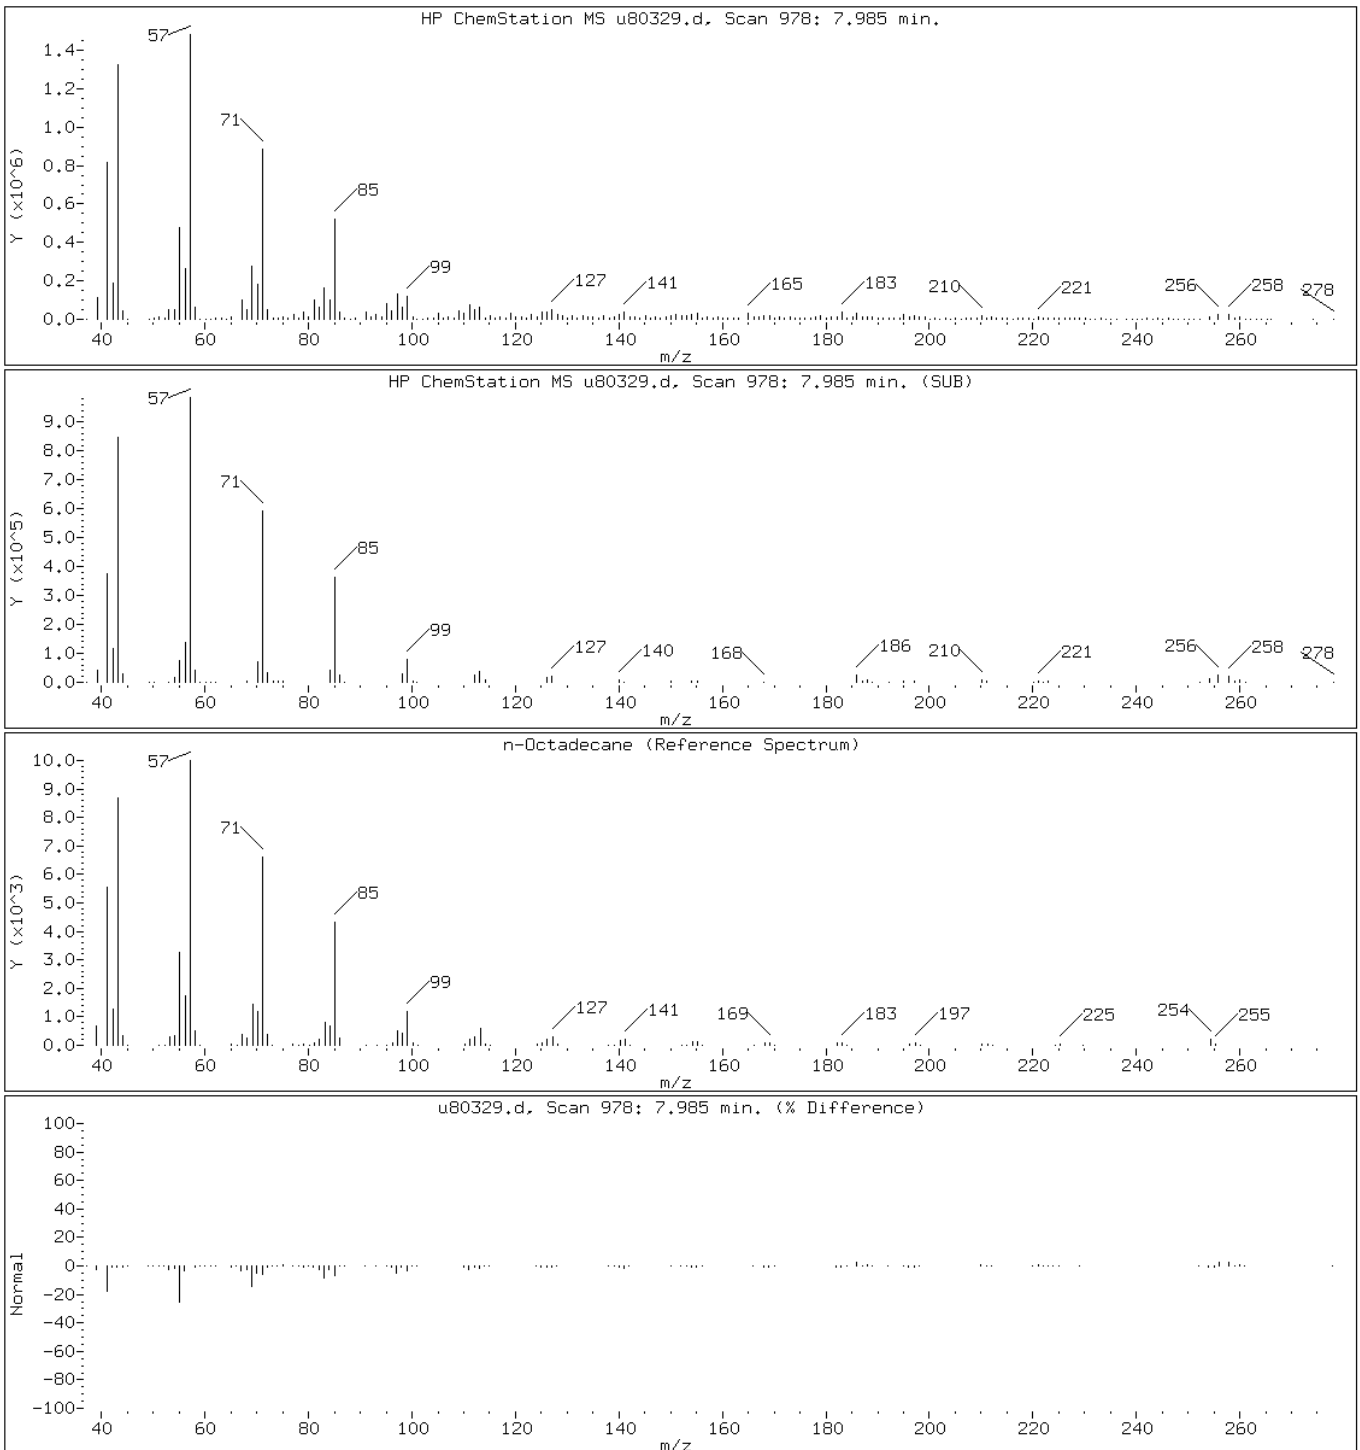 HP ChemStation MS u80329.d, Scan 978: 7.985 min.
57
1.4
1.2
71
1.0
0.8
85
0.6
0.4
99
127 141 165 183 210 221 256 258 278
0.2
0.0
Y (x10^6)
40 60 80 100 120 140 160 180 200 220 240 260
m/z
HP ChemStation MS u80329.d, Scan 978: 7.985 min. (SUB)
57
9.0
8.0
7.0
71
6.0
5.0
85
4.0
3.0
2.0
99
127 140 168 186 210 221 256 258 278
1.0
0.0
Y (x10^5)
40 60 80 100 120 140 160 180 200 220 240 260
m/z
n-Octadecane (Reference Spectrum)
57
10.0
9.0
8.0
71
7.0
6.0
85
5.0
4.0
3.0
99
2.0
127 141 169 183 197 225 254 255
1.0
0.0
Y (x10^3)
40 60 80 100 120 140 160 180 200 220 240 260
m/z
u80329.d, Scan 978: 7.985 min. (% Difference)
100
80
60
40
20
0
-20
-40
-60
-80
-100
Normal
40 60 80 100 120 140 160 180 200 220 240 260
m/z